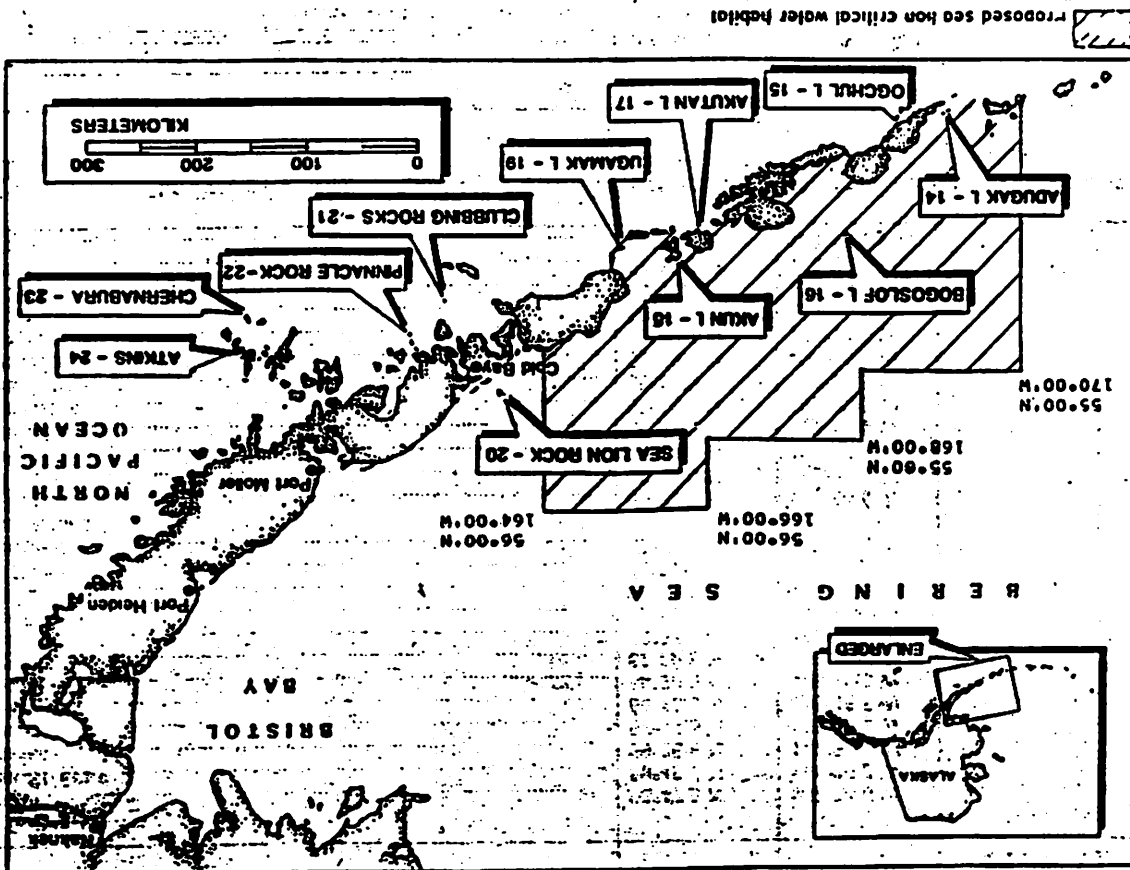 Naknek
ALASKA
ENLARGED
BRISTOL
BAY
BERING SEA
Port Heiden
56°00'N
166°00'W
56°00'N
164°00'W
NORTH
PACIFIC
OCEAN
Port Moller
168°00'W
55°00'N
170°00'W
SEA LION ROCK - 20
Cold Bay
ATKINS - 24
CHERNABURA - 23
BOGOSLOF I. - 16
AKUN I. - 18
PINNACLE ROCK - 22
CLUBBING ROCKS - 21
ADUGAK I. - 14
UGAMAK I. - 19
OGCHUL I. - 15
AKUTAN I. - 17
0 100 200 300
KILOMETERS
Proposed sea lion critical water habitat